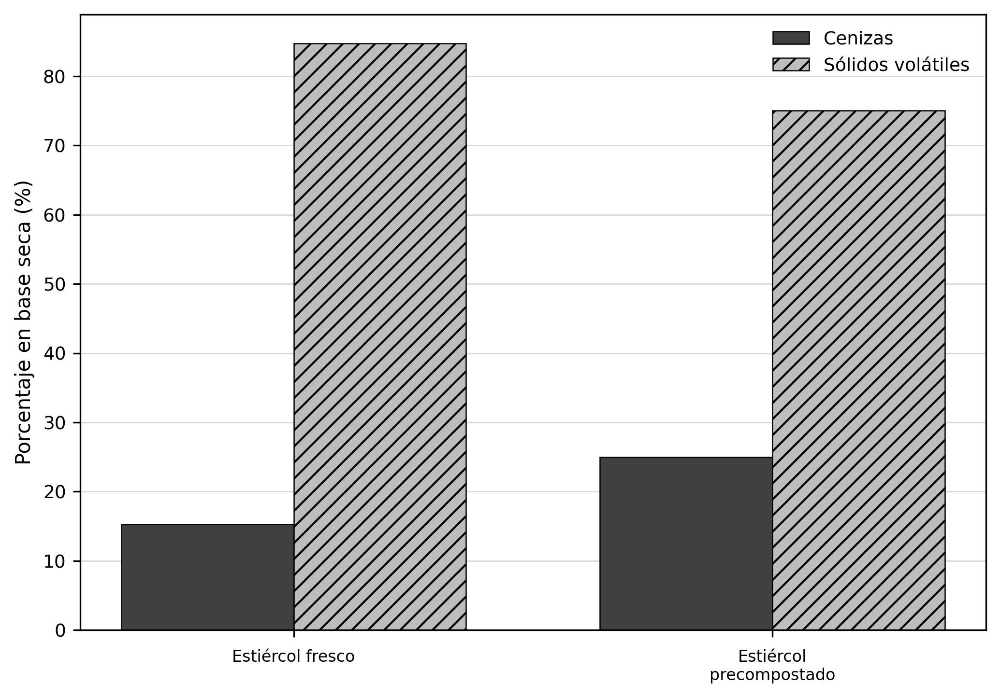 Cenizas
Sólidos volátiles
Porcentaje en base seca (%)
80
70
60
50
40
30
20
10
0
Estiércol fresco
Estiércol
precompostado